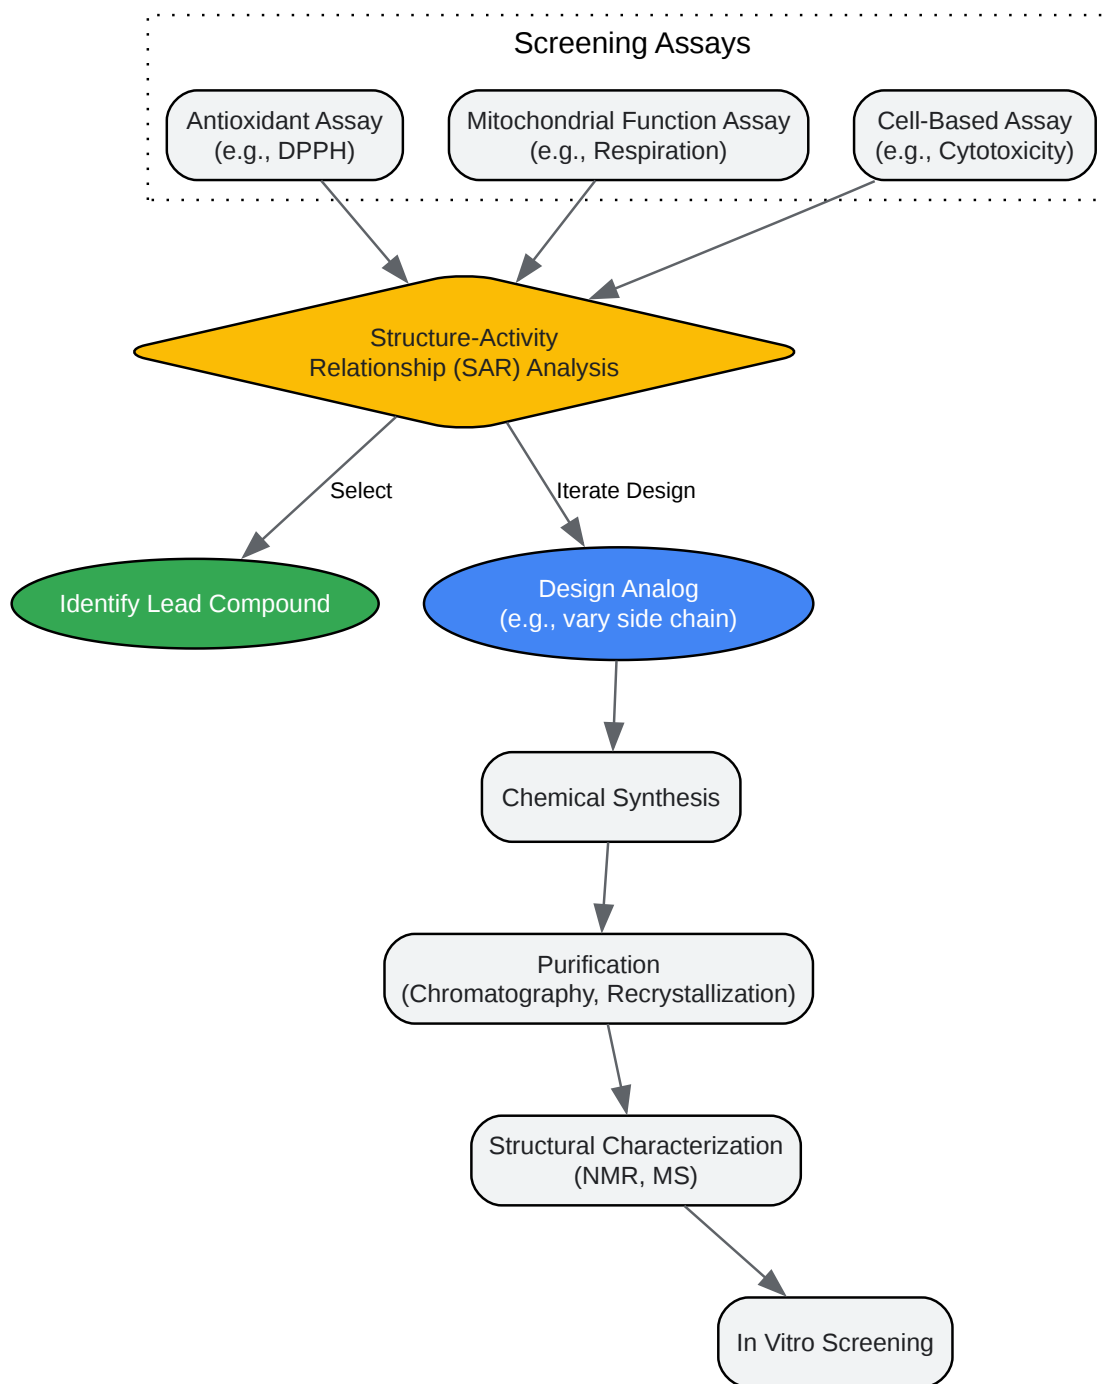 Screening Assays
Antioxidant Assay
(e.g., DPPH)
Mitochondrial Function Assay
(e.g., Respiration)
Cell-Based Assay
(e.g., Cytotoxicity)
Structure-Activity
Relationship (SAR) Analysis
Select
Iterate Design
Identify Lead Compound
Design Analog
(e.g., vary side chain)
Chemical Synthesis
Purification
(Chromatography, Recrystallization)
Structural Characterization
(NMR, MS)
In Vitro Screening